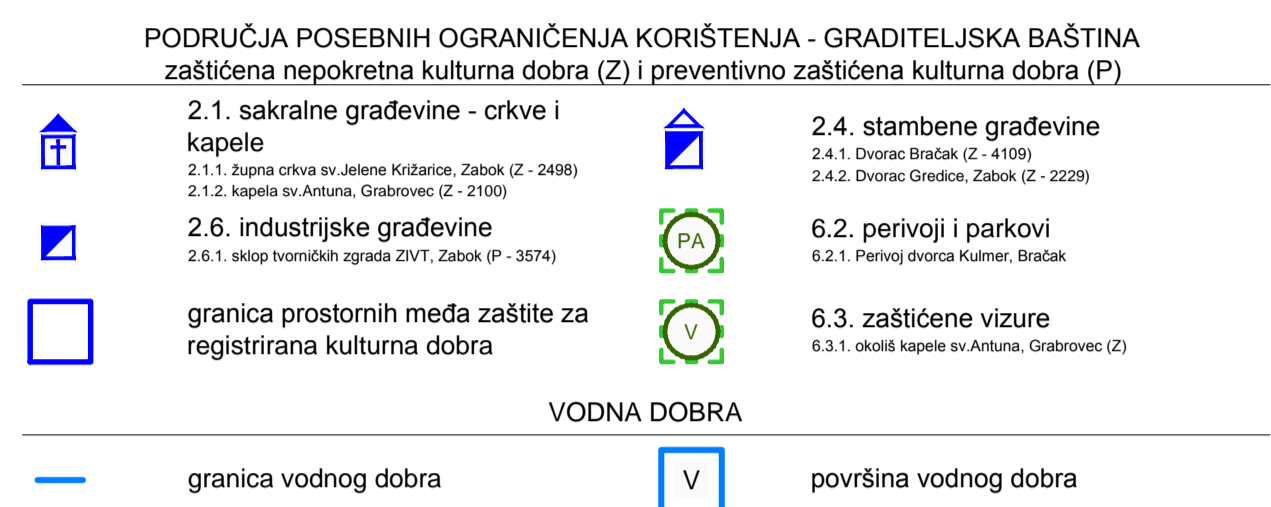 PODRUČJA POSEBNIH OGRANIČENJA KORIŠTENJA - GRADITELJSKA BAŠTINA
zaštićena nepokretna kulturna dobra (Z) i preventivno zaštićena kulturna dobra (P)
2.1. sakralne građevine - crkve i
kapele
2.1.1. župna crkva sv.Jelene Križarice, Zabok (Z - 2498)
2.1.2. kapela sv.Antuna, Grabrovec (Z - 2100)
2.4. stambene građevine
2.4.1. Dvorac Bračak (Z - 4109)
2.4.2. Dvorac Gredice, Zabok (Z - 2229)
2.6. industrijske građevine
2.6.1. sklop tvorničkih zgrada ZIVT, Zabok (P - 3574)
PA
6.2. perivoji i parkovi
6.2.1. Perivoj dvorca Kulmer, Bračak
granica prostornih međa zaštite za
registrirana kulturna dobra
V
6.3. zaštićene vizure
6.3.1. okoliš kapele sv.Antuna, Grabrovec (Z)
VODNA DOBRA
granica vodnog dobra
V
površina vodnog dobra